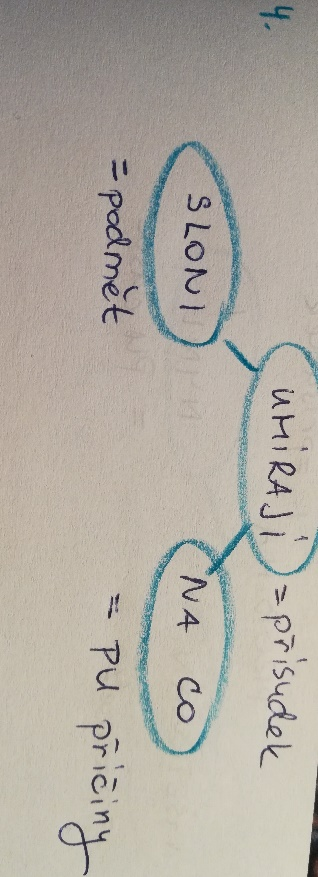 4.
UMÍRAJÍ = přísudek
SLONI
= podmět
NA CO
= PU příčiny